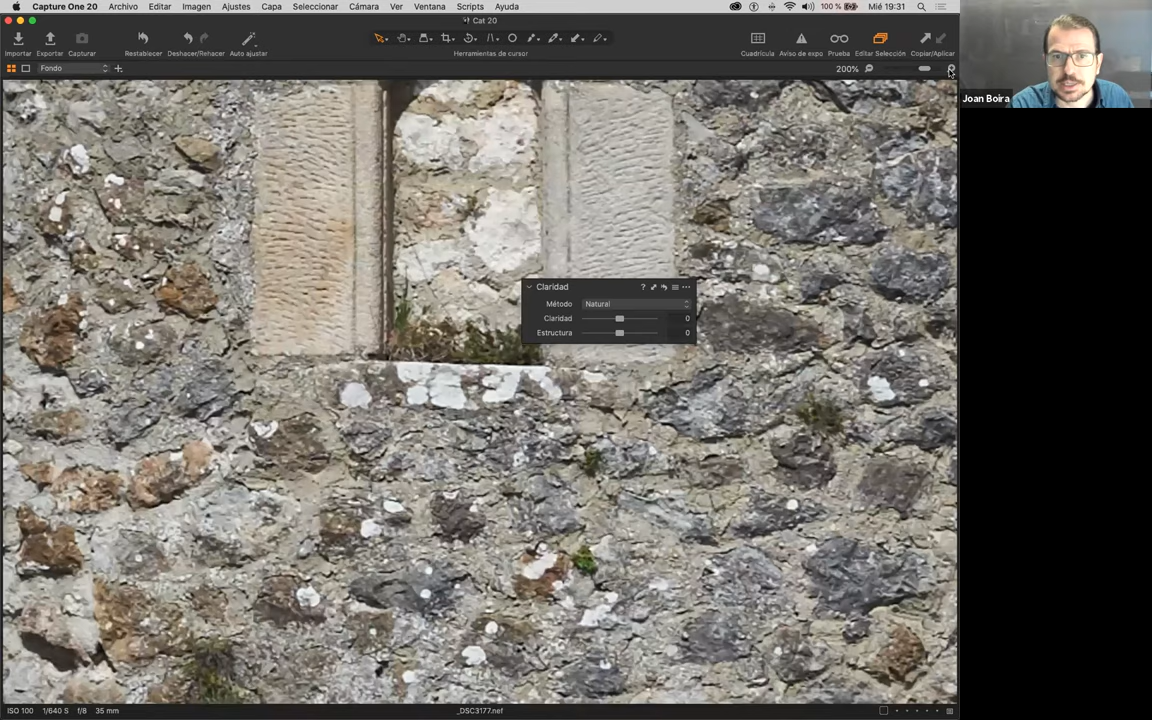 Capture One 20 Archivo Editar Imagen Ajustes Capa Seleccionar Cámara Ver Ventana Scripts Ayuda 100 % Mié 19:31
Cat 20
Importar Exportar Capturar Restablecer Deshacer/Rehacer Auto ajustar Herramientas de cursor Cuadrícula Aviso de expo Prueba Editar Selección Copiar/Aplicar
Fondo 200%
Joan Boira
Claridad ?
Método Natural
Claridad 0
Estructura 0
ISO 100 1/640 S f/8 35 mm _DSC3177.nef